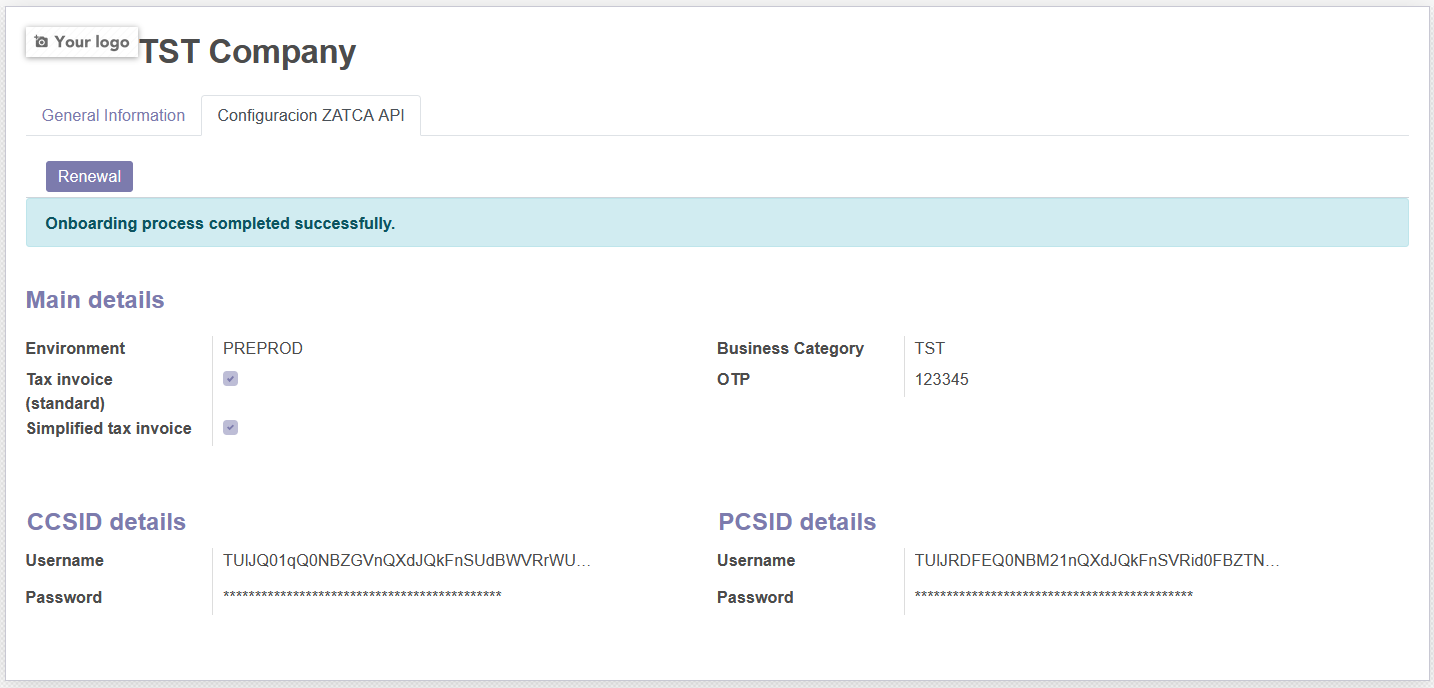 Your logo
TST Company
General Information
Configuracion ZATCA API
Renewal
Onboarding process completed successfully.
Main details
Environment PREPROD
Tax invoice
(standard)
Simplified tax invoice
Business Category TST
OTP 123345
CCSID details
Username TUlJQ01qQ0NBZGVnQXdJQkFnSUdBWVRrWU...
Password ********************************************
PCSID details
Username TUlJRDFEQ0NBM21nQXdJQkFnSVRid0FBZTN...
Password ********************************************